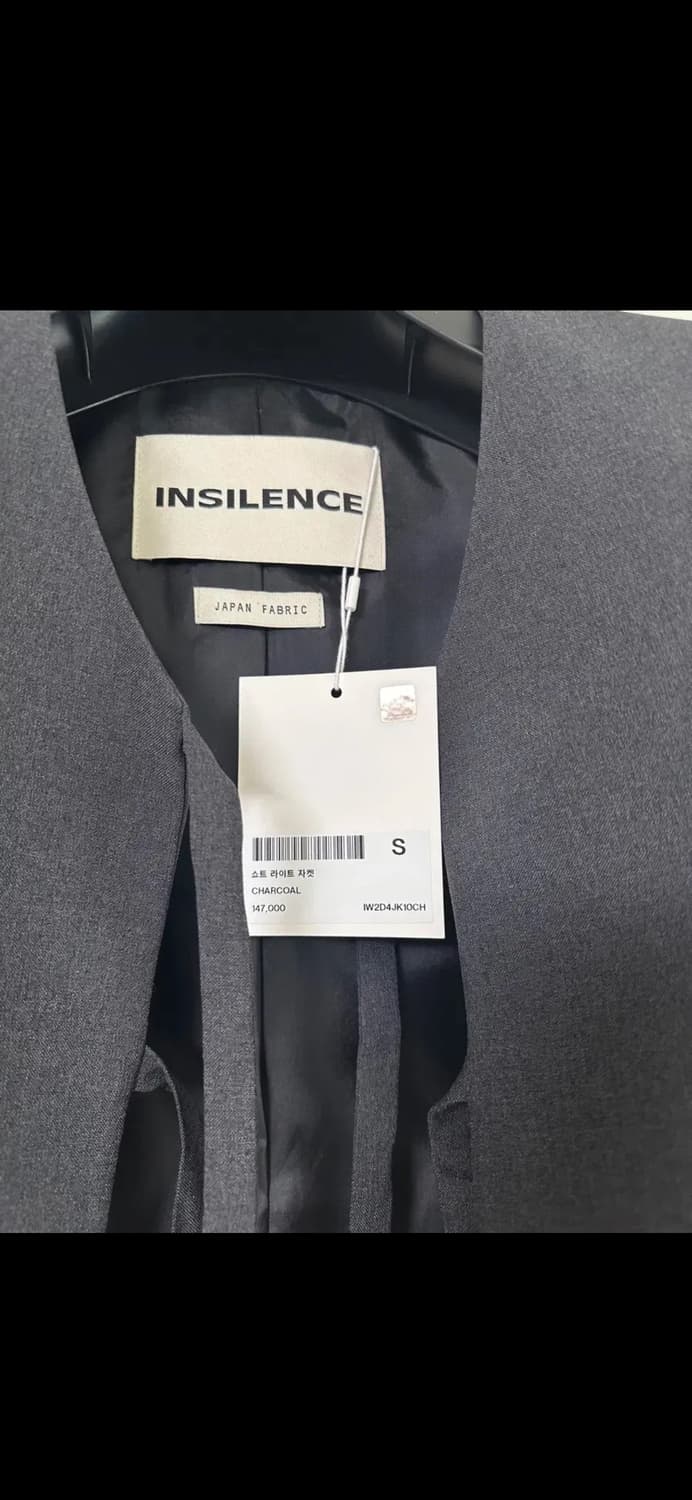 INSILENCE
JAPAN FABRIC
S
쇼트 라이트 자켓
CHARCOAL
147,000 IW2D4JK10CH